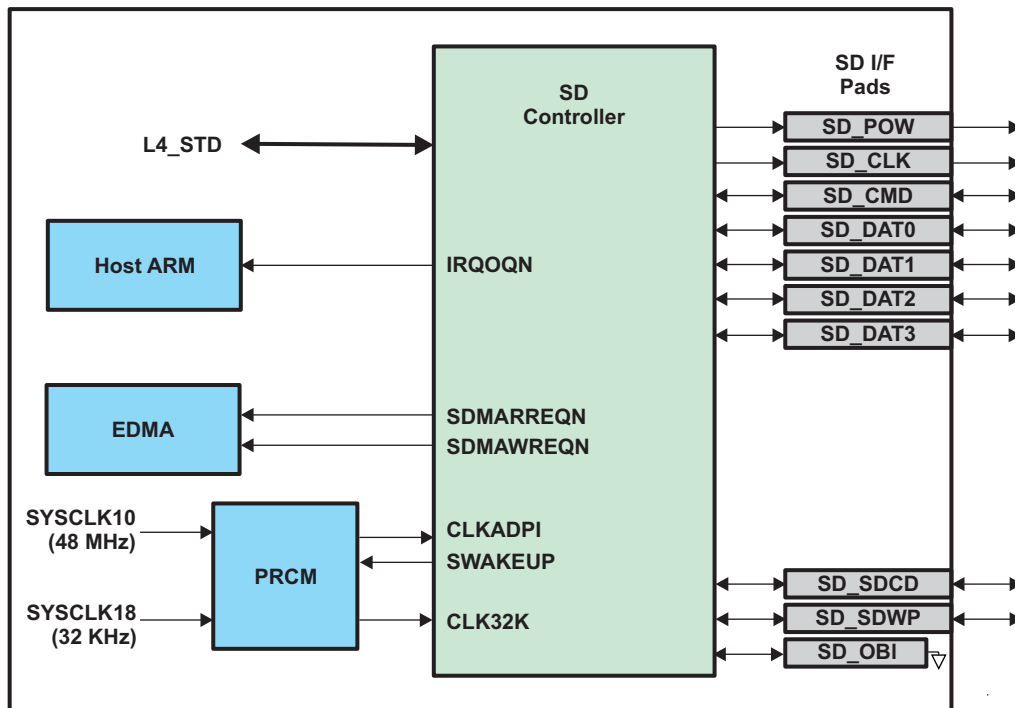 SD I/F
Pads
SD
Controller
L4_STD
SD_POW
SD_CLK
SD_CMD
SD_DAT0
Host ARM
IRQOQN
SD_DAT1
SD_DAT2
SD_DAT3
EDMA
SDMARREQN
SDMAWREQN
SYSCLK10
(48 MHz)
PRCM
CLKADPI
SWAKEUP
SYSCLK18
(32 KHz)
CLK32K
SD_SDCD
SD_SDWP
SD_OBI